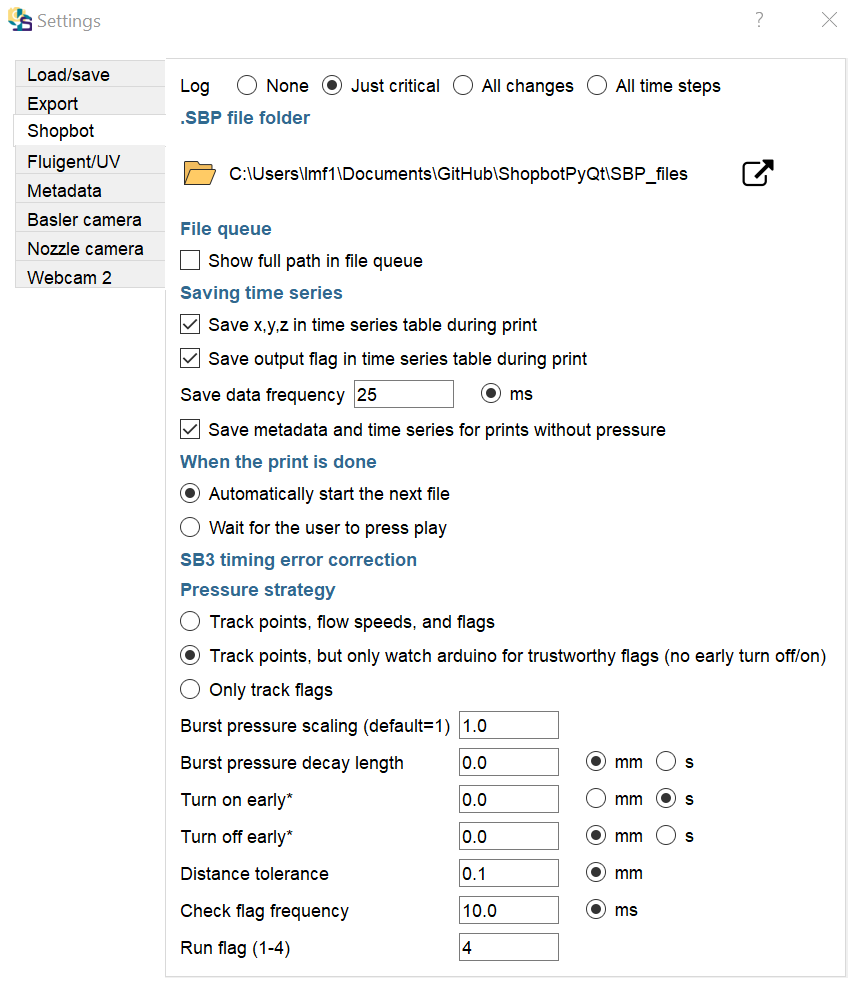 Settings
?
Load/save
Export
Shopbot
Fluigent/UV
Metadata
Basler camera
Nozzle camera
Webcam 2
Log None Just critical All changes All time steps
.SBP file folder
C:\Users\lmf1\Documents\GitHub\ShopbotPyQt\SBP_files
File queue
Show full path in file queue
Saving time series
Save x,y,z in time series table during print
Save output flag in time series table during print
Save data frequency 25 ms
Save metadata and time series for prints without pressure
When the print is done
Automatically start the next file
Wait for the user to press play
SB3 timing error correction
Pressure strategy
Track points, flow speeds, and flags
Track points, but only watch arduino for trustworthy flags (no early turn off/on)
Only track flags
Burst pressure scaling (default=1) 1.0
Burst pressure decay length 0.0 mm s
Turn on early* 0.0 mm s
Turn off early* 0.0 mm s
Distance tolerance 0.1 mm
Check flag frequency 10.0 ms
Run flag (1-4) 4